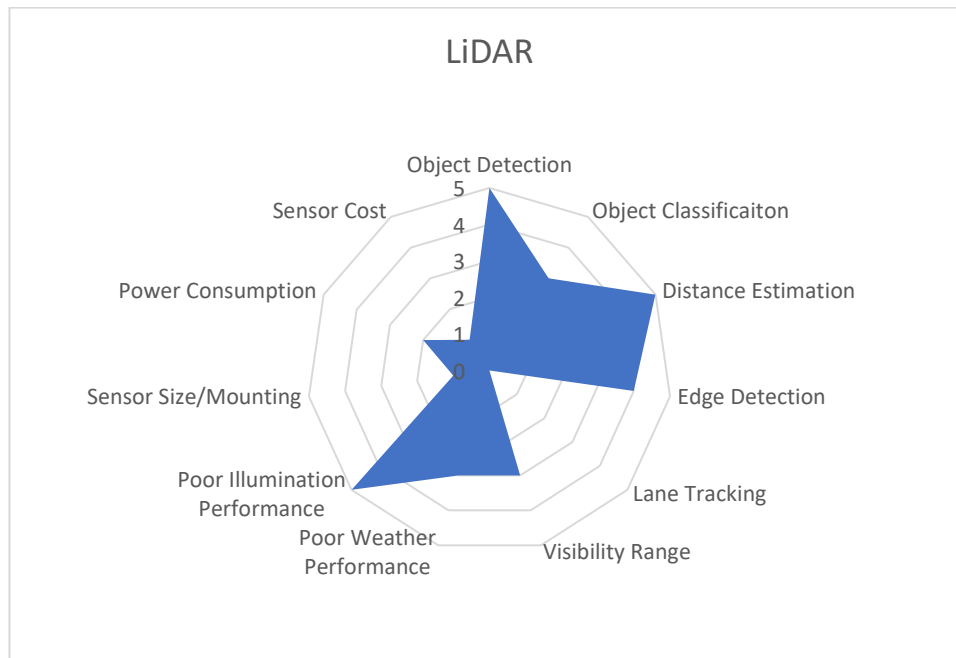 LiDAR
Object Detection
5
Sensor Cost
Object Classificaiton
4
3
Power Consumption
Distance Estimation
2
1
0
Sensor Size/Mounting
Edge Detection
Poor Illumination
Performance
Lane Tracking
Poor Weather
Performance
Visibility Range